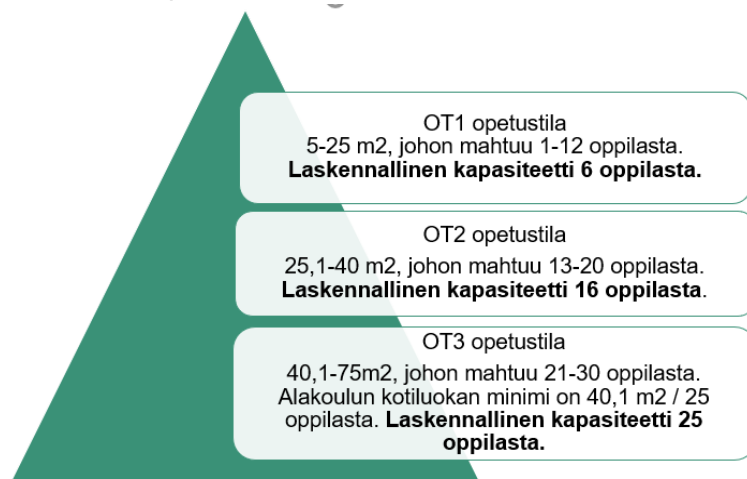 OT1 opetustila
5-25 m2, johon mahtuu 1-12 oppilasta.
Laskennallinen kapasiteetti 6 oppilasta.
OT2 opetustila
25,1-40 m2, johon mahtuu 13-20 oppilasta.
Laskennallinen kapasiteetti 16 oppilasta.
OT3 opetustila
40,1-75m2, johon mahtuu 21-30 oppilasta.
Alakoulun kotiluokan minimi on 40,1 m2 / 25
oppilasta. Laskennallinen kapasiteetti 25
oppilasta.